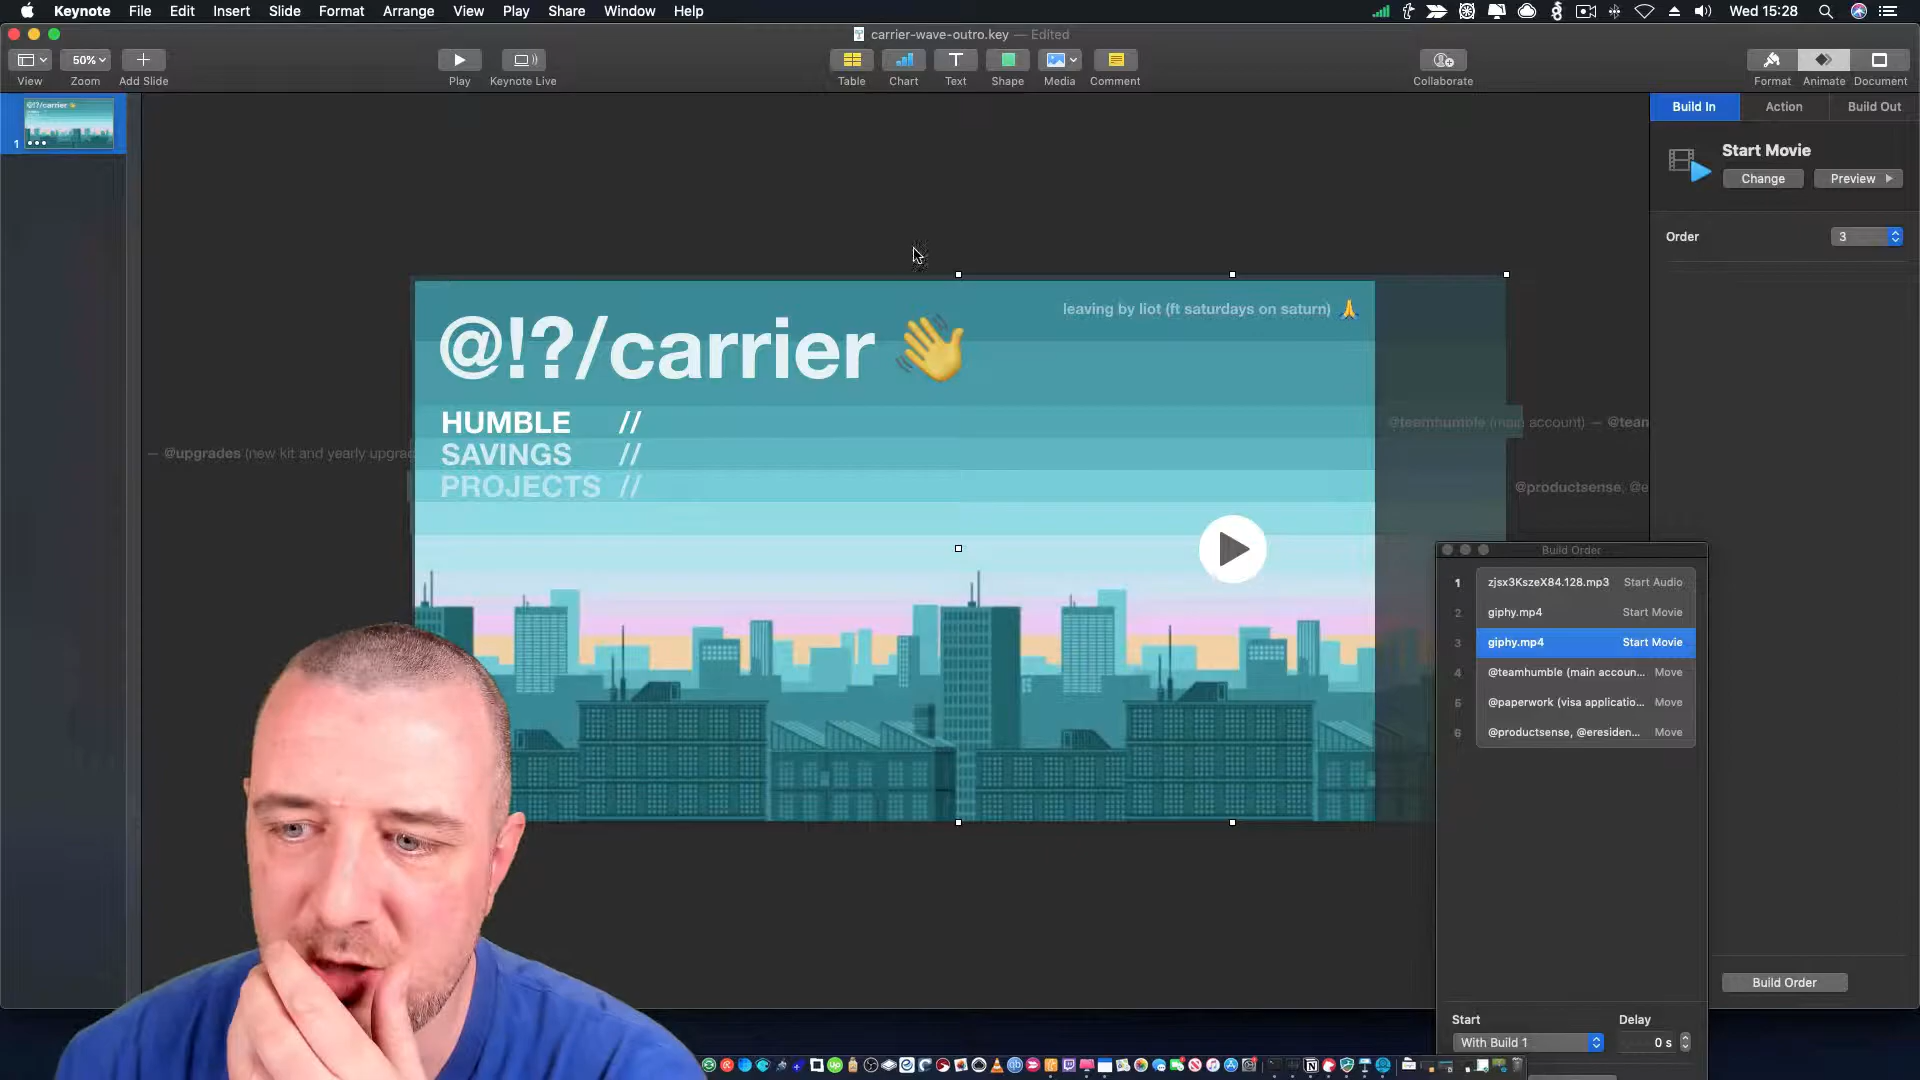 Keynote File Edit Insert Slide Format Arrange View Play Share Window Help
Wed 15:28
carrier-wave-outro.key — Edited
50%
View Zoom Add Slide
Play Keynote Live
Table Chart Text Shape Media Comment
Collaborate
Format Animate Document
Build In Action Build Out
Start Movie
Change Preview
Order 3
1
@!?/carrier 👋
leaving by liot (ft saturdays on saturn) 🙏
HUMBLE //
SAVINGS //
PROJECTS //
@teamhumble (main account) — @tean
— @upgrades (new kit and yearly upgrad
@productsense, @e
Build Order
1 zjsx3KszeX84.128.mp3 Start Audio
2 giphy.mp4 Start Movie
3 giphy.mp4 Start Movie
4 @teamhumble (main accoun... Move
5 @paperwork (visa applicatio... Move
6 @productsense, @eresiden... Move
Build Order
Start Delay
With Build 1 0 s